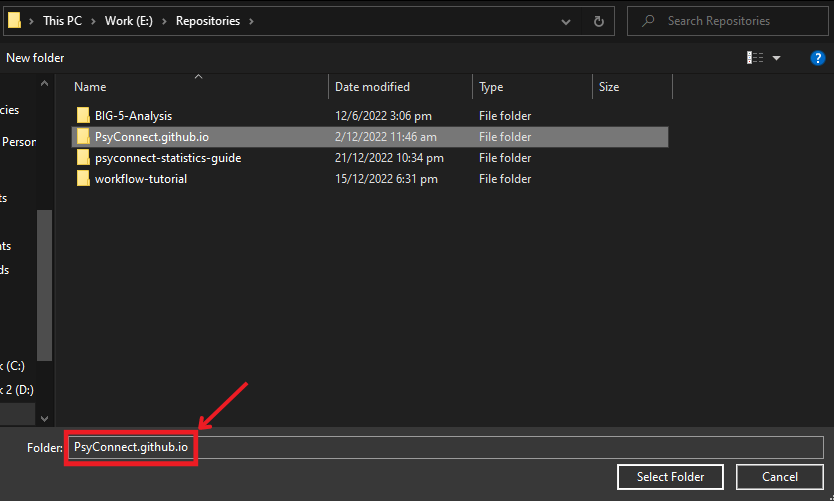 This PC > Work (E:) > Repositories >
Search Repositories
New folder
?
Name Date modified Type Size
cies
BIG-5-Analysis 12/6/2022 3:06 pm File folder
Person
PsyConnect.github.io 2/12/2022 11:46 am File folder
psyconnect-statistics-guide 21/12/2022 10:34 pm File folder
workflow-tutorial 15/12/2022 6:31 pm File folder
ts
nts
ds
k (C:)
k 2 (D:)
Folder: PsyConnect.github.io
Select Folder Cancel